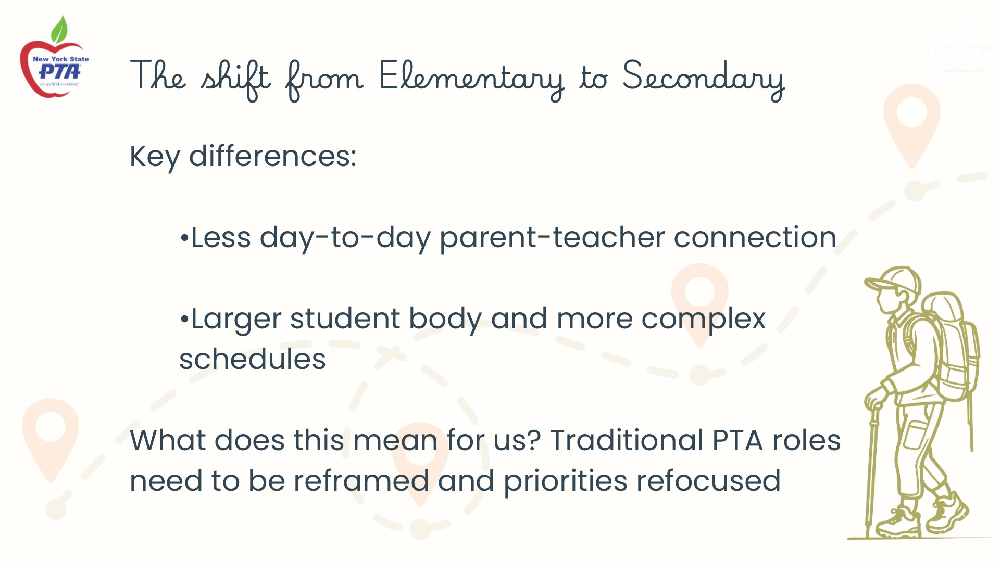 New York State
PTA
everychild.onevoice.®
The shift from Elementary to Secondary
Key differences:
•Less day-to-day parent-teacher connection
•Larger student body and more complex
schedules
What does this mean for us? Traditional PTA roles
need to be reframed and priorities refocused